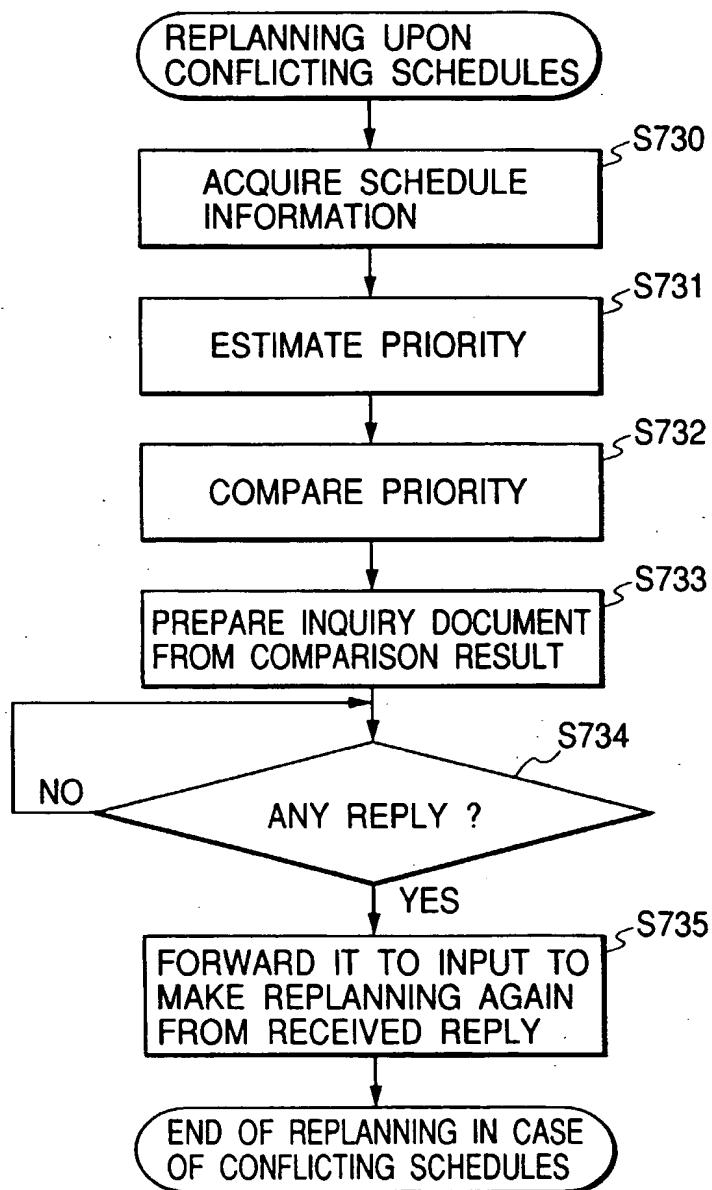 REPLANNING UPON
CONFLICTING SCHEDULES
S730
ACQUIRE SCHEDULE
INFORMATION
S731
ESTIMATE PRIORITY
S732
COMPARE PRIORITY
S733
PREPARE INQUIRY DOCUMENT
FROM COMPARISON RESULT
S734
NO
ANY REPLY ?
YES
S735
FORWARD IT TO INPUT TO
MAKE REPLANNING AGAIN
FROM RECEIVED REPLY
END OF REPLANNING IN CASE
OF CONFLICTING SCHEDULES